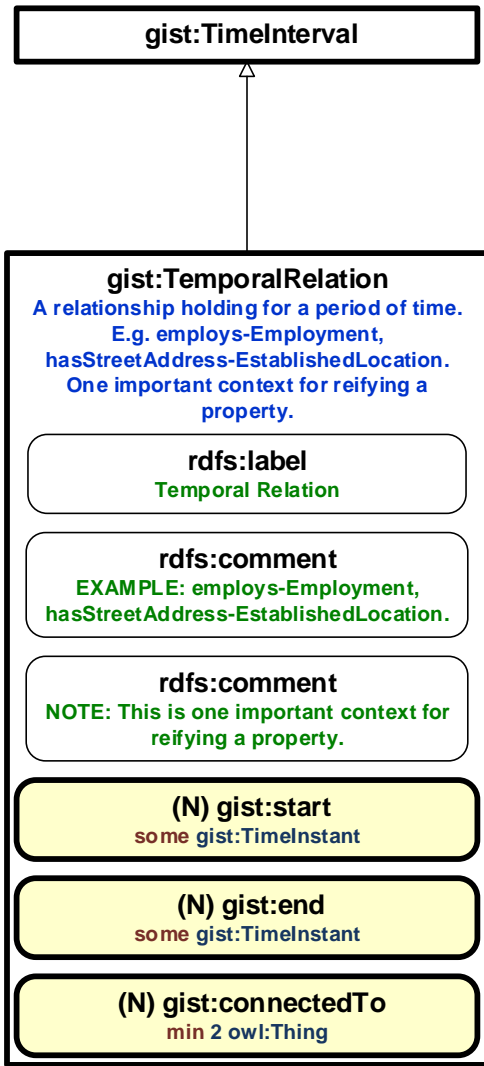 gist:TimeInterval
gist:TemporalRelation
A relationship holding for a period of time.
E.g. employs-Employment,
hasStreetAddress-EstablishedLocation.
One important context for reifying a
property.
rdfs:label
Temporal Relation
rdfs:comment
EXAMPLE: employs-Employment,
hasStreetAddress-EstablishedLocation.
rdfs:comment
NOTE: This is one important context for
reifying a property.
(N) gist:start
some gist:TimeInstant
(N) gist:end
some gist:TimeInstant
(N) gist:connectedTo
min 2 owl:Thing